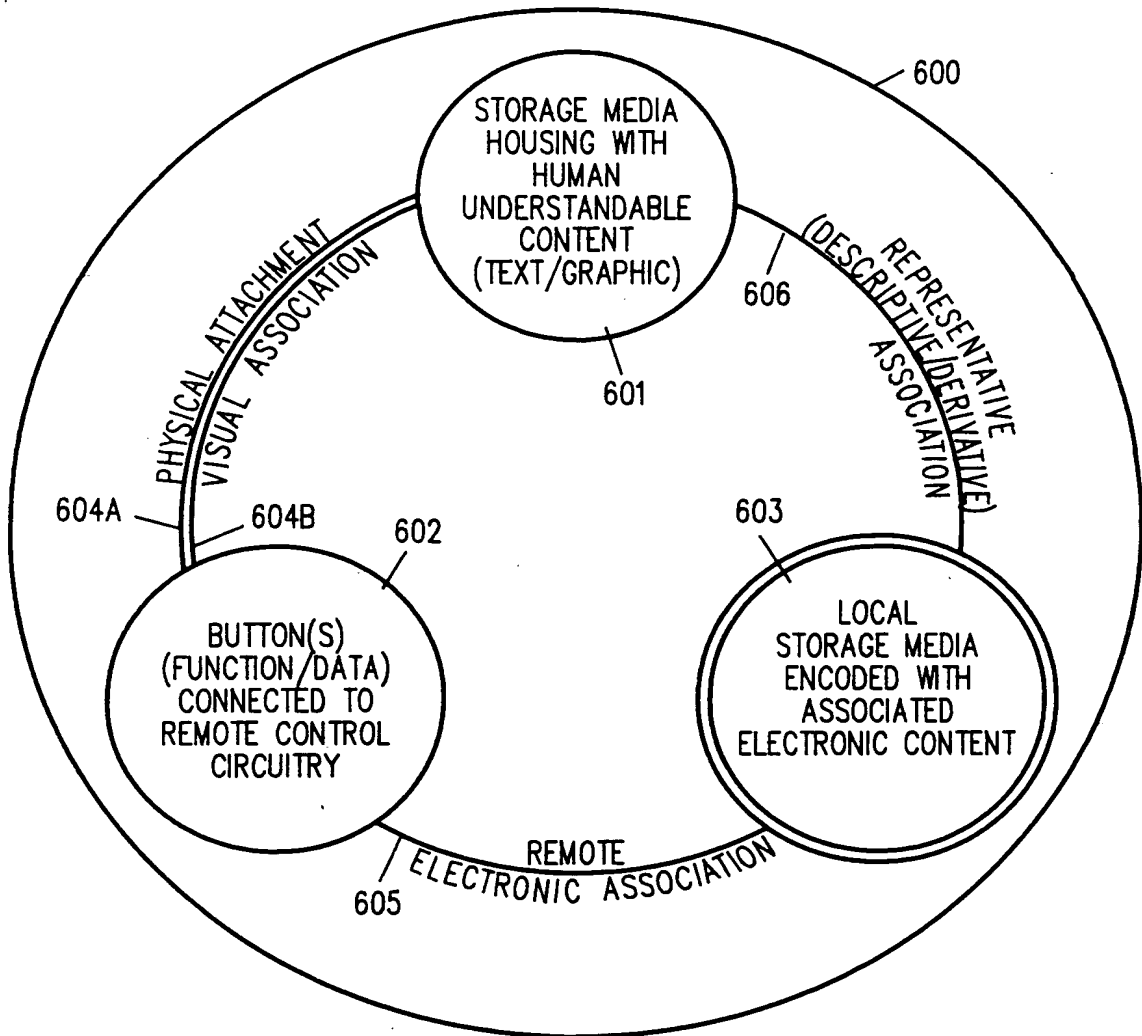 600
STORAGE MEDIA
HOUSING WITH
HUMAN
UNDERSTANDABLE
CONTENT
(TEXT/GRAPHIC)
601
606
REPRESENTATIVE
(DESCRIPTIVE/DERIVATIVE)
ASSOCIATION
PHYSICAL ATTACHMENT
VISUAL ASSOCIATION
604A
604B
602
603
BUTTON(S)
(FUNCTION/DATA)
CONNECTED TO
REMOTE CONTROL
CIRCUITRY
LOCAL
STORAGE MEDIA
ENCODED WITH
ASSOCIATED
ELECTRONIC CONTENT
REMOTE
ELECTRONIC ASSOCIATION
605